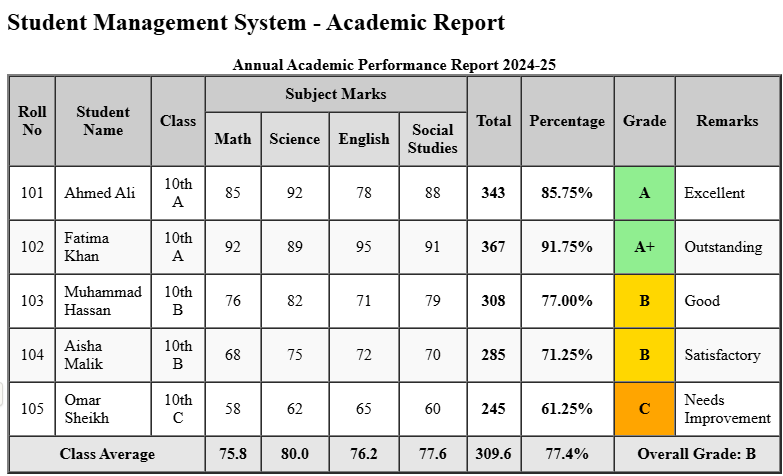 Student Management System - Academic Report
Annual Academic Performance Report 2024-25
Roll No | Student Name | Class | Subject Marks | Total | Percentage | Grade | Remarks
Math | Science | English | Social Studies
101 | Ahmed Ali | 10th A | 85 | 92 | 78 | 88 | 343 | 85.75% | A | Excellent
102 | Fatima Khan | 10th A | 92 | 89 | 95 | 91 | 367 | 91.75% | A+ | Outstanding
103 | Muhammad Hassan | 10th B | 76 | 82 | 71 | 79 | 308 | 77.00% | B | Good
104 | Aisha Malik | 10th B | 68 | 75 | 72 | 70 | 285 | 71.25% | B | Satisfactory
105 | Omar Sheikh | 10th C | 58 | 62 | 65 | 60 | 245 | 61.25% | C | Needs Improvement
Class Average | 75.8 | 80.0 | 76.2 | 77.6 | 309.6 | 77.4% | Overall Grade: B